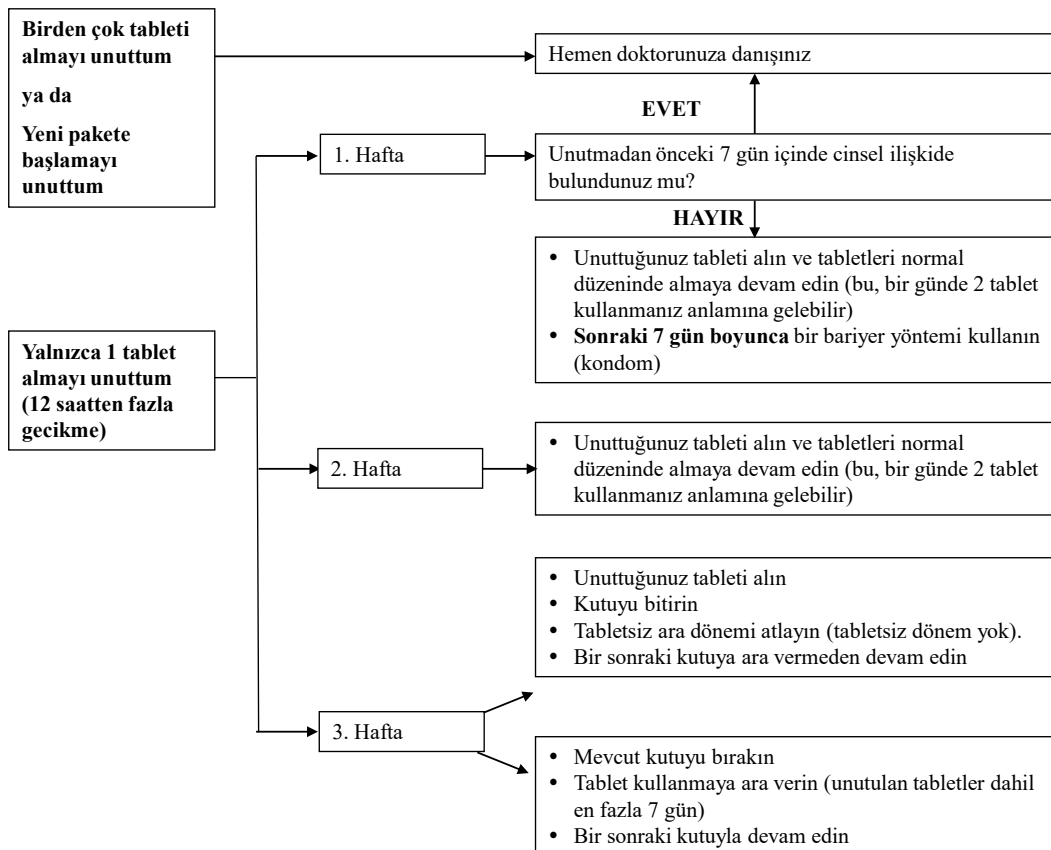 Birden çok tableti
almayı unuttum
ya da
Yeni pakete
başlamayı
unuttum
Hemen doktorunuza danışınız
EVET
1. Hafta
Unutmadan önceki 7 gün içinde cinsel ilişkide
bulundunuz mu?
HAYIR
• Unuttuğunuz tableti alın ve tabletleri normal
düzeninde almaya devam edin (bu, bir günde 2 tablet
kullanmanız anlamına gelebilir)
• Sonraki 7 gün boyunca bir bariyer yöntemi kullanın
(kondom)
Yalnızca 1 tablet
almayı unuttum
(12 saatten fazla
gecikme)
2. Hafta
• Unuttuğunuz tableti alın ve tabletleri normal
düzeninde almaya devam edin (bu, bir günde 2 tablet
kullanmanız anlamına gelebilir)
3. Hafta
• Unuttuğunuz tableti alın
• Kutuyu bitirin
• Tabletsiz ara dönemi atlayın (tabletsiz dönem yok).
• Bir sonraki kutuya ara vermeden devam edin
• Mevcut kutuyu bırakın
• Tablet kullanmaya ara verin (unutulan tabletler dahil
en fazla 7 gün)
• Bir sonraki kutuyla devam edin